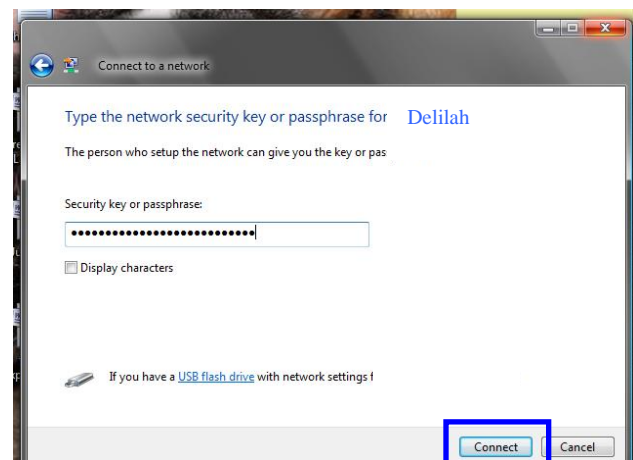 Connect to a network
Type the network security key or passphrase for Delilah
The person who setup the network can give you the key or pas
Security key or passphrase:
•••••••••••••••••••••••••••
Display characters
If you have a USB flash drive with network settings f
Connect Cancel